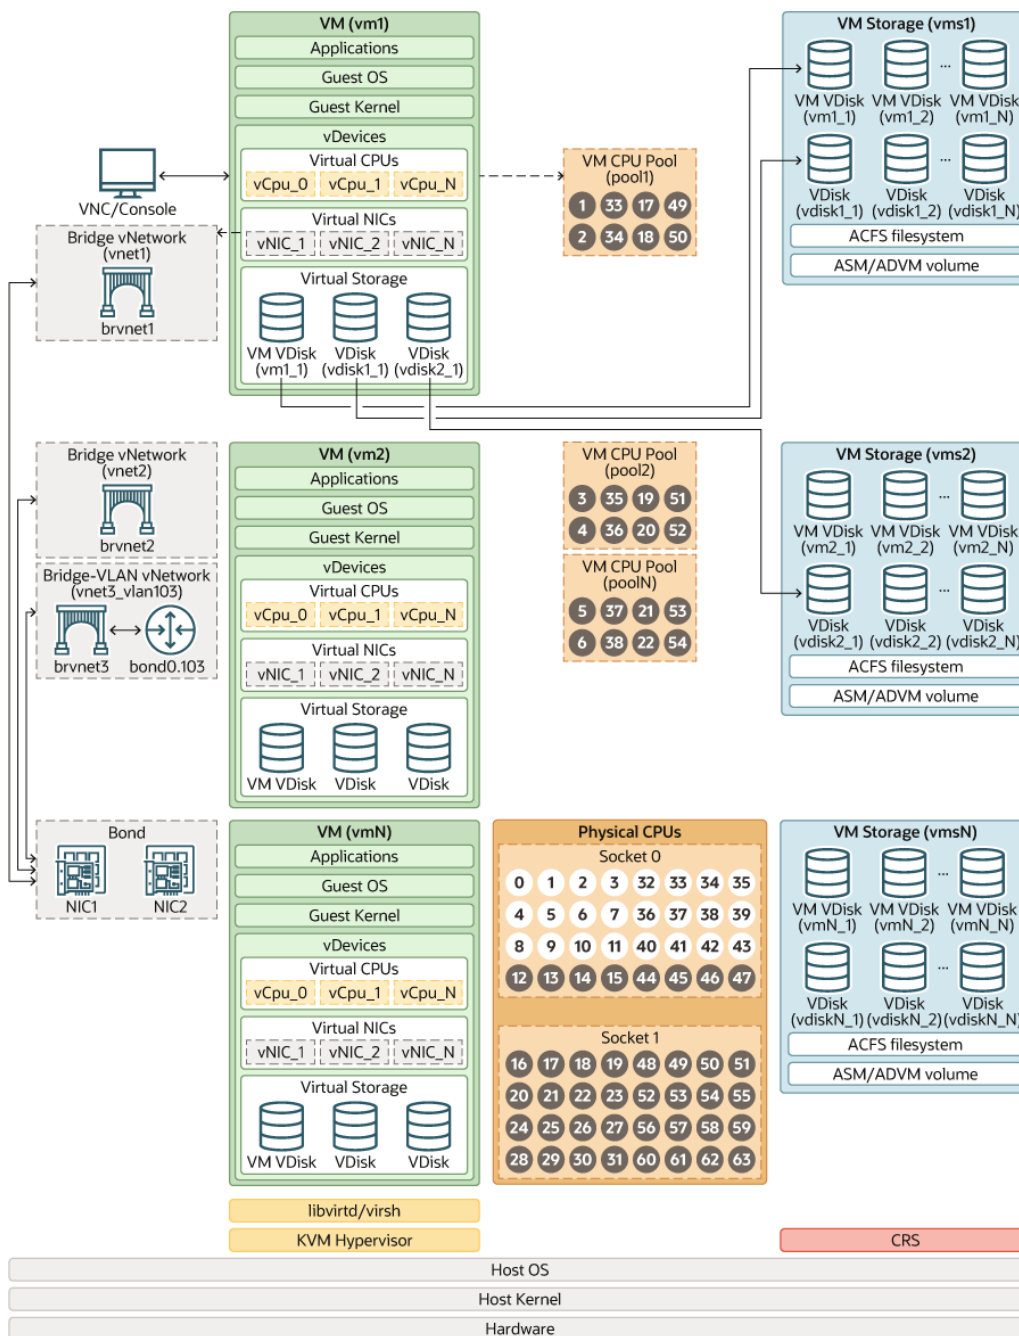 VM (vm1)
Applications
Guest OS
Guest Kernel
vDevices
Virtual CPUs
vCpu_0 vCpu_1 vCpu_N
Virtual NICs
vNIC_1 vNIC_2 vNIC_N
Virtual Storage
VM VDisk VDisk VDisk
(vm1_1) (vdisk1_1) (vdisk2_1)
VNC/Console
Bridge vNetwork
(vnet1)
brvnet1
VM CPU Pool
(pool1)
1 33 17 49
2 34 18 50
VM Storage (vms1)
...
VM VDisk VM VDisk VM VDisk
(vm1_1) (vm1_2) (vm1_N)
...
VDisk VDisk VDisk
(vdisk1_1) (vdisk1_2) (vdisk1_N)
ACFS filesystem
ASM/ADVM volume
Bridge vNetwork
(vnet2)
brvnet2
Bridge-VLAN vNetwork
(vnet3_vlan103)
brvnet3 bond0.103
VM (vm2)
Applications
Guest OS
Guest Kernel
vDevices
Virtual CPUs
vCpu_0 vCpu_1 vCpu_N
Virtual NICs
vNIC_1 vNIC_2 vNIC_N
Virtual Storage
VM VDisk VDisk VDisk
VM CPU Pool
(pool2)
3 35 19 51
4 36 20 52
VM CPU Pool
(poolN)
5 37 21 53
6 38 22 54
VM Storage (vms2)
...
VM VDisk VM VDisk VM VDisk
(vm2_1) (vm2_2) (vm2_N)
...
VDisk VDisk VDisk
(vdisk2_1) (vdisk2_2) (vdisk2_N)
ACFS filesystem
ASM/ADVM volume
Bond
NIC1 NIC2
VM (vmN)
Applications
Guest OS
Guest Kernel
vDevices
Virtual CPUs
vCpu_0 vCpu_1 vCpu_N
Virtual NICs
vNIC_1 vNIC_2 vNIC_N
Virtual Storage
VM VDisk VDisk VDisk
Physical CPUs
Socket 0
0 1 2 3 32 33 34 35
4 5 6 7 36 37 38 39
8 9 10 11 40 41 42 43
12 13 14 15 44 45 46 47
Socket 1
16 17 18 19 48 49 50 51
20 21 22 23 52 53 54 55
24 25 26 27 56 57 58 59
28 29 30 31 60 61 62 63
VM Storage (vmsN)
...
VM VDisk VM VDisk VM VDisk
(vmN_1) (vmN_2) (vmN_N)
...
VDisk VDisk VDisk
(vdiskN_1) (vdiskN_2) (vdiskN_N)
ACFS filesystem
ASM/ADVM volume
libvirtd/virsh
KVM Hypervisor
CRS
Host OS
Host Kernel
Hardware